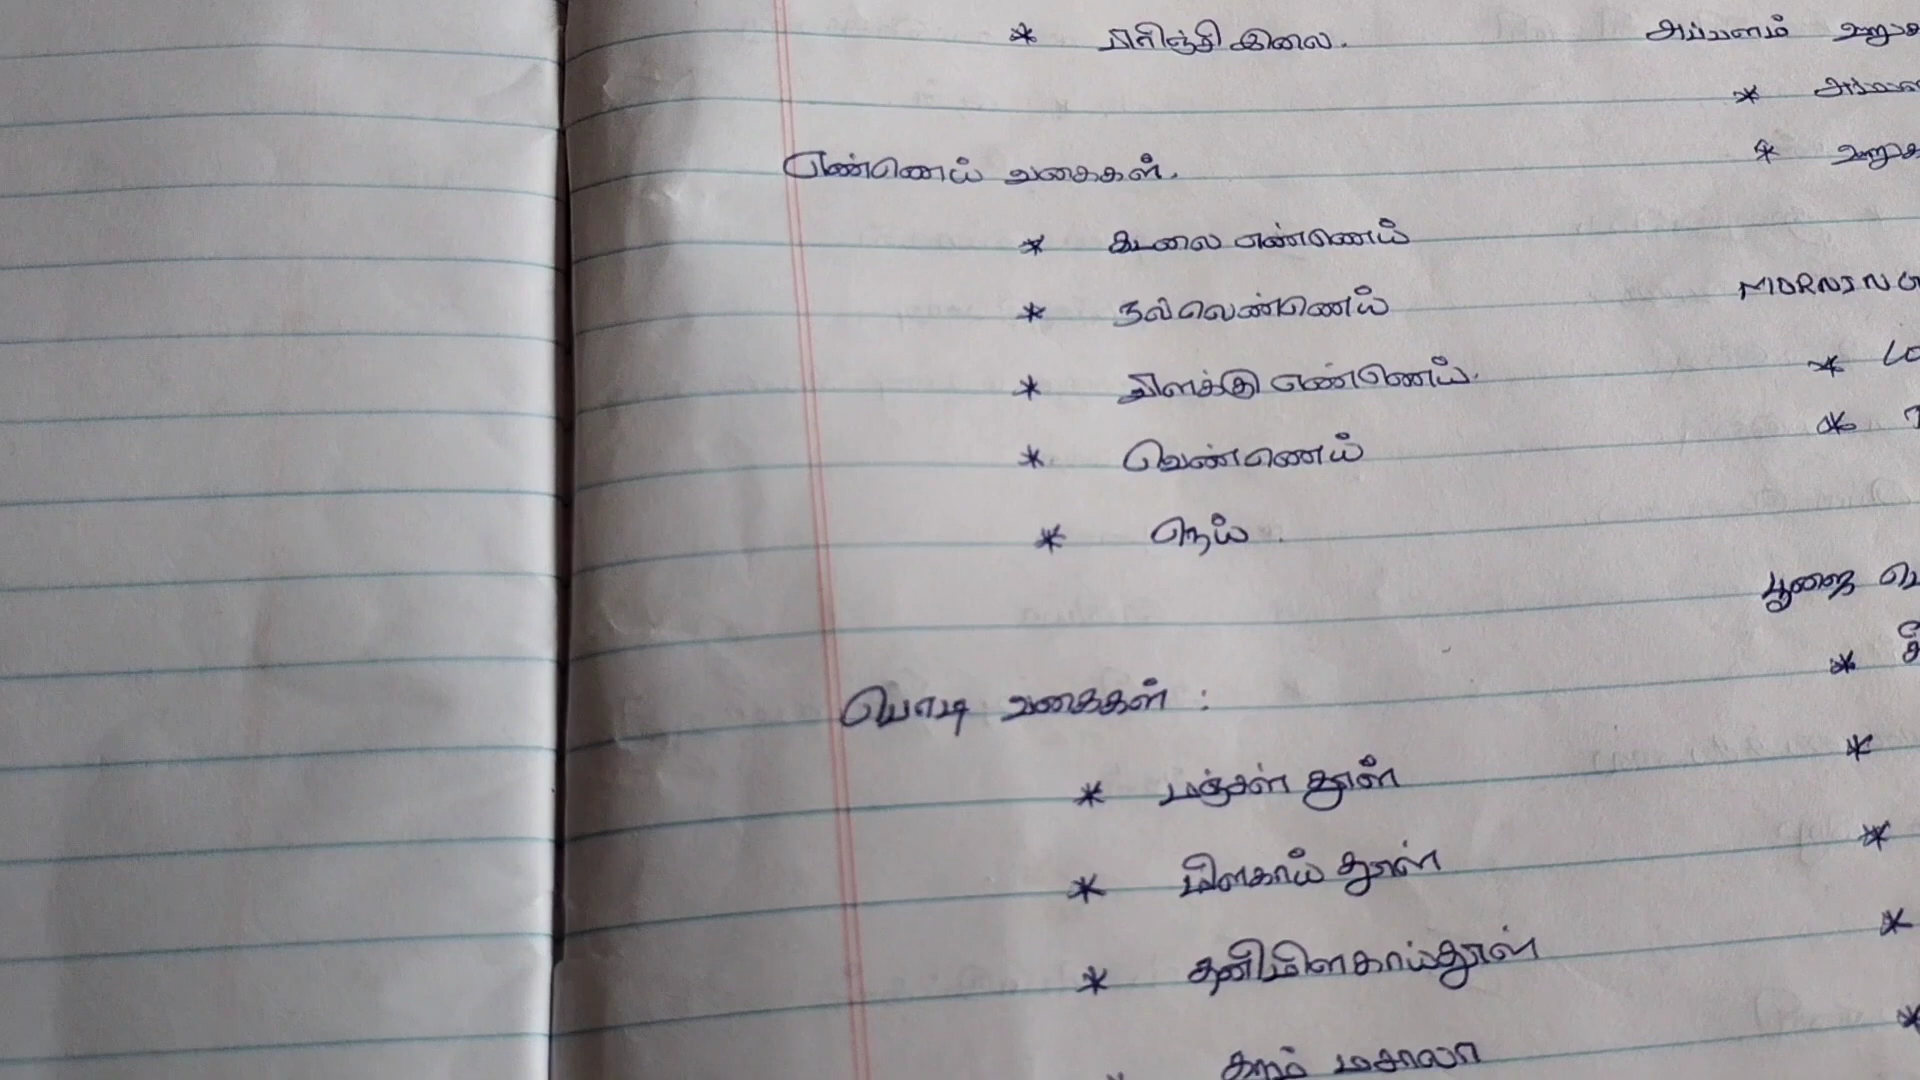 * பிரிஞ்சி இலை.
எண்ணெய் வகைகள்.
* கடலை எண்ணெய்
* நல்லெண்ணெய்
* விளக்கு எண்ணெய்.
* வெண்ணெய்
* நெய்.
பொடி வகைகள் :
* மஞ்சள் தூள்
* மிளகாய் தூள்
* தனிமிளகாய்தூள்
* கரம் மசாலா
அப்பளம்
*
*
MORNING
*
*
பூஜை
*
*
*
*
*